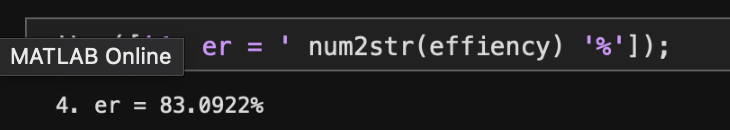 er = ' num2str(effiency) '%']);
MATLAB Online
4. er = 83.0922%